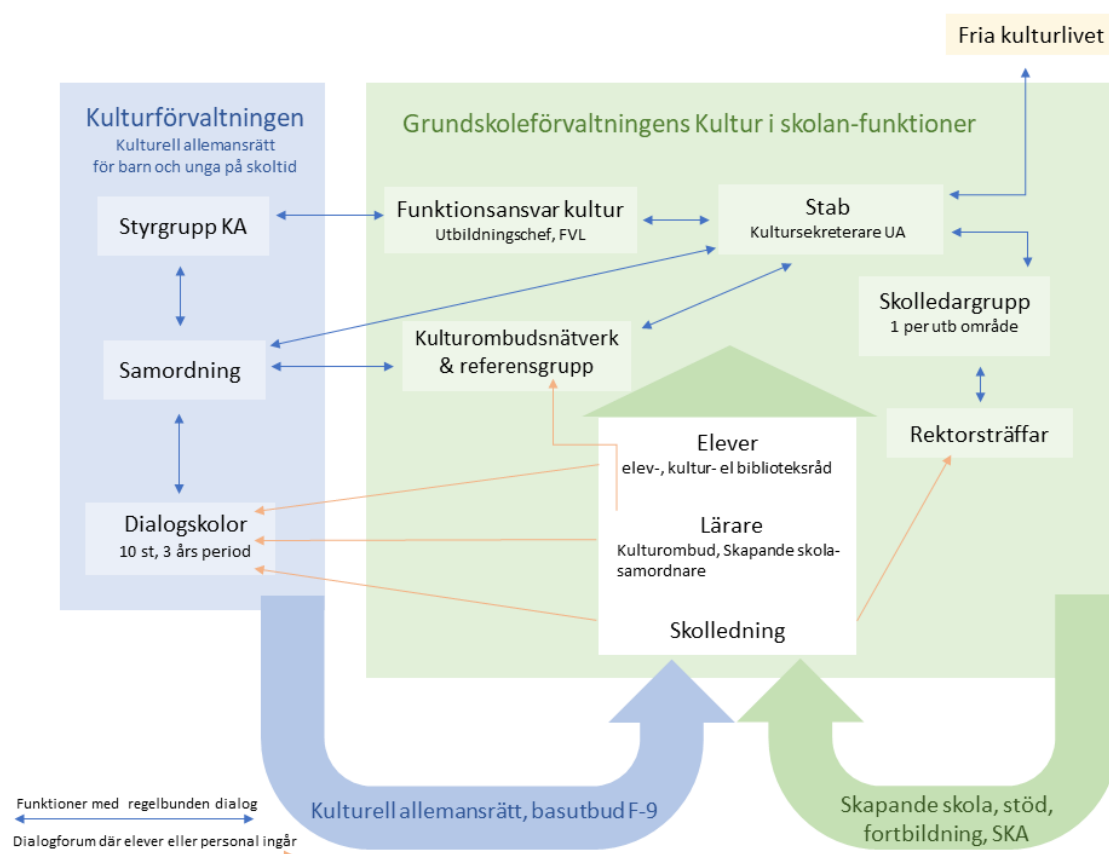 Fria kulturlivet
Kulturförvaltningen
Kulturell allemansrätt
för barn och unga på skoltid
Grundskoleförvaltningens Kultur i skolan-funktioner
Styrgrupp KA
Funktionsansvar kultur
Utbildningschef, FVL
Stab
Kultursekreterare UA
Skolledargrupp
1 per utb område
Samordning
Kulturombudsnätverk
& referensgrupp
Rektorsträffar
Elever
elev-, kultur- el biblioteksråd
Dialogskolor
10 st, 3 års period
Lärare
Kulturombud, Skapande skola-
samordnare
Skolledning
Funktioner med regelbunden dialog
Dialogforum där elever eller personal ingår
Kulturell allemansrätt, basutbud F-9
Skapande skola, stöd,
fortbildning, SKA